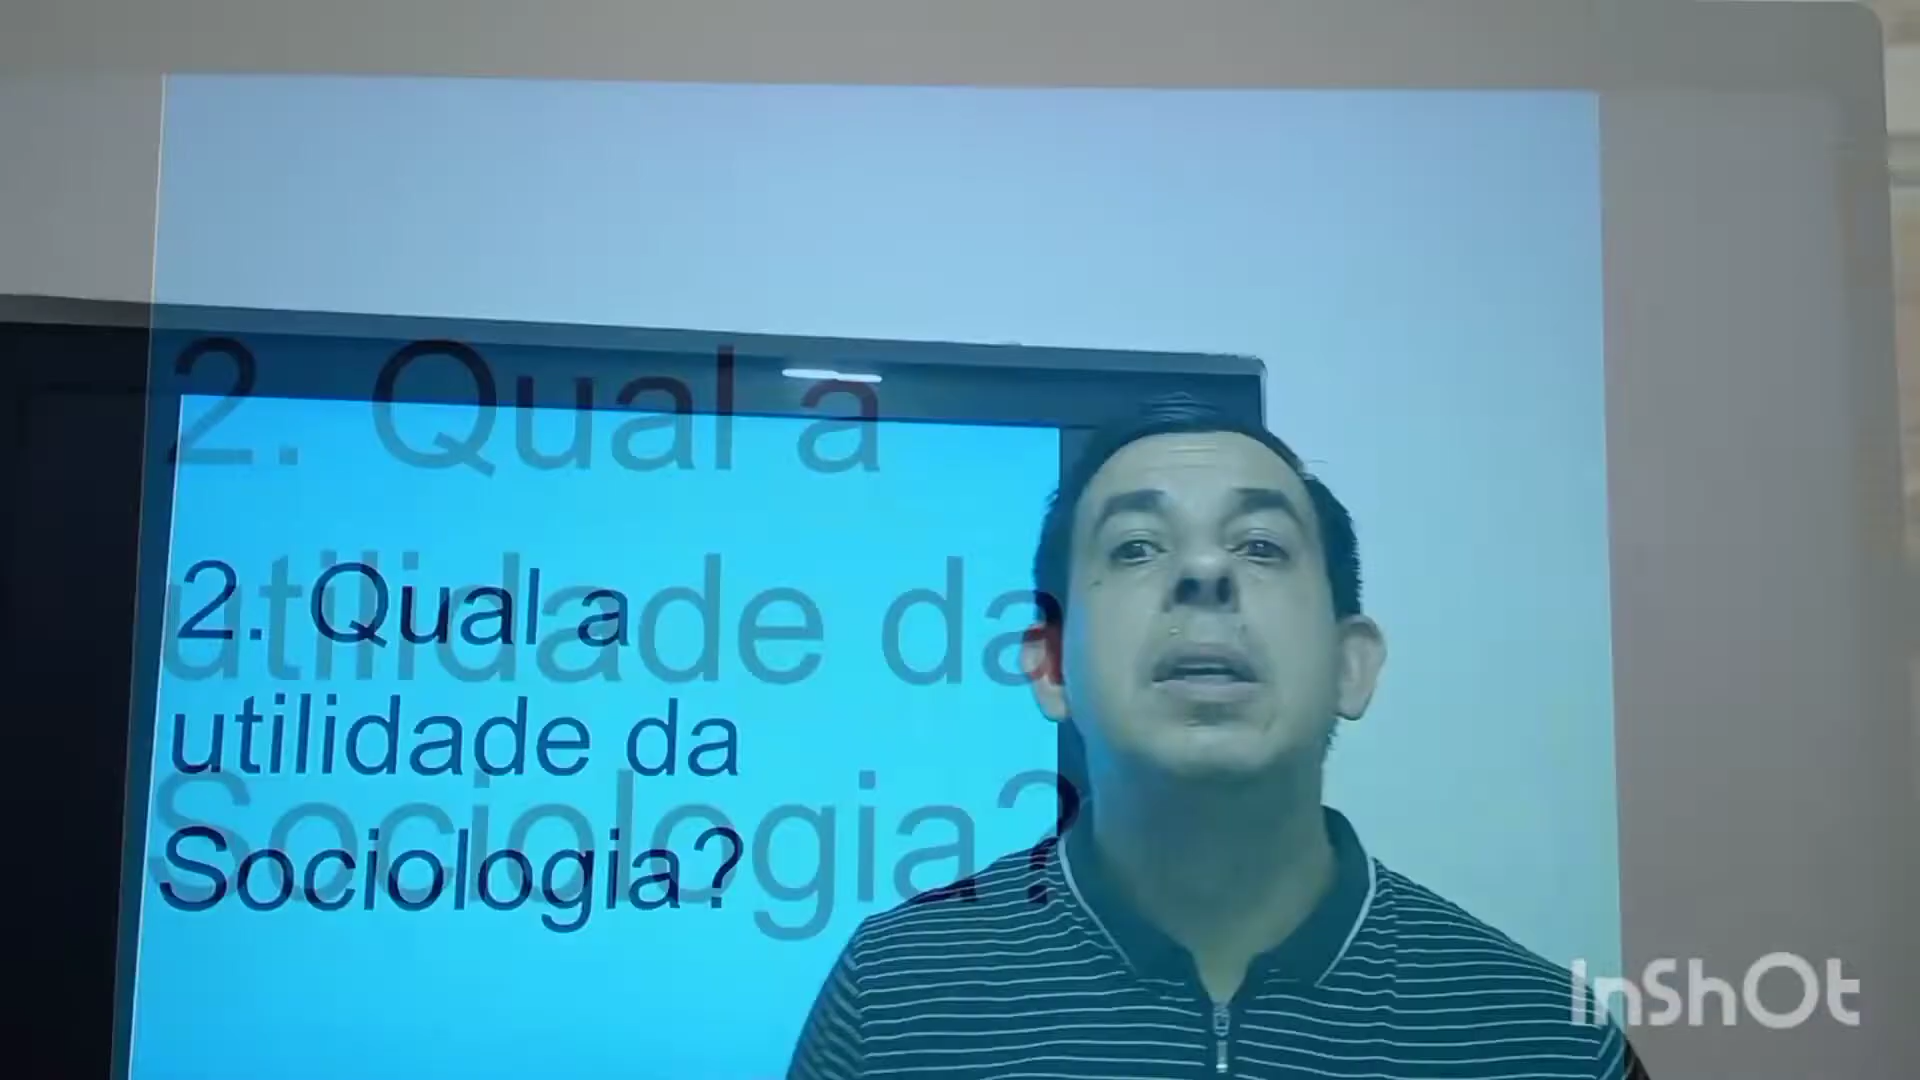 2. Qual a
utilidade da
Sociologia?
2. Qual a
utilidade da
Sociologia?
InShOt